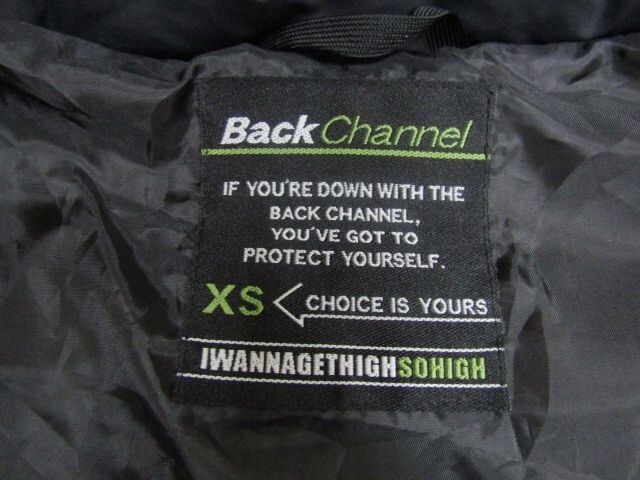 Back Channel
IF YOU'RE DOWN WITH THE
BACK CHANNEL,
YOU'VE GOT TO
PROTECT YOURSELF.
XS CHOICE IS YOURS
IWANNAGETHIGHSOHIGH